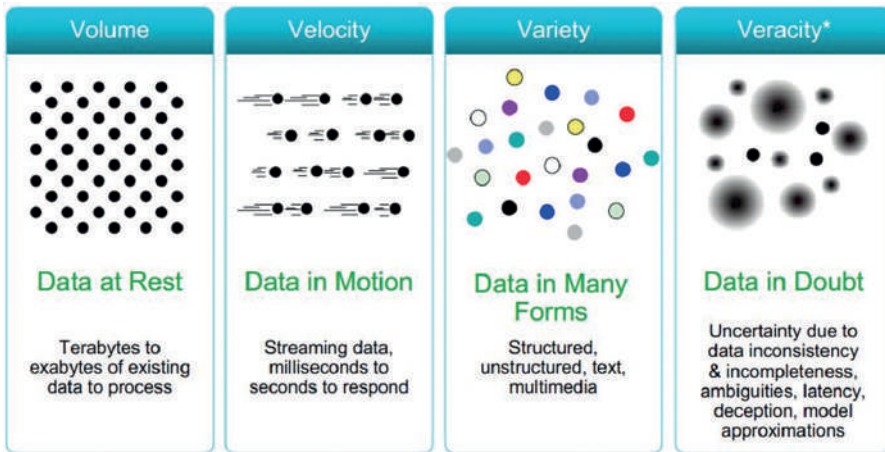 Volume
Data at Rest
Terabytes to
exabytes of existing
data to process
Velocity
Data in Motion
Streaming data,
milliseconds to
seconds to respond
Variety
Data in Many
Forms
Structured,
unstructured, text,
multimedia
Veracity*
Data in Doubt
Uncertainty due to
data inconsistency
& incompleteness,
ambiguities, latency,
deception, model
approximations